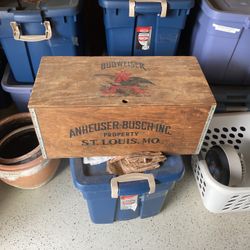 BUDWEISER
ANHEUSER-BUSCH INC.
PROPERTY
ST. LOUIS, MO.